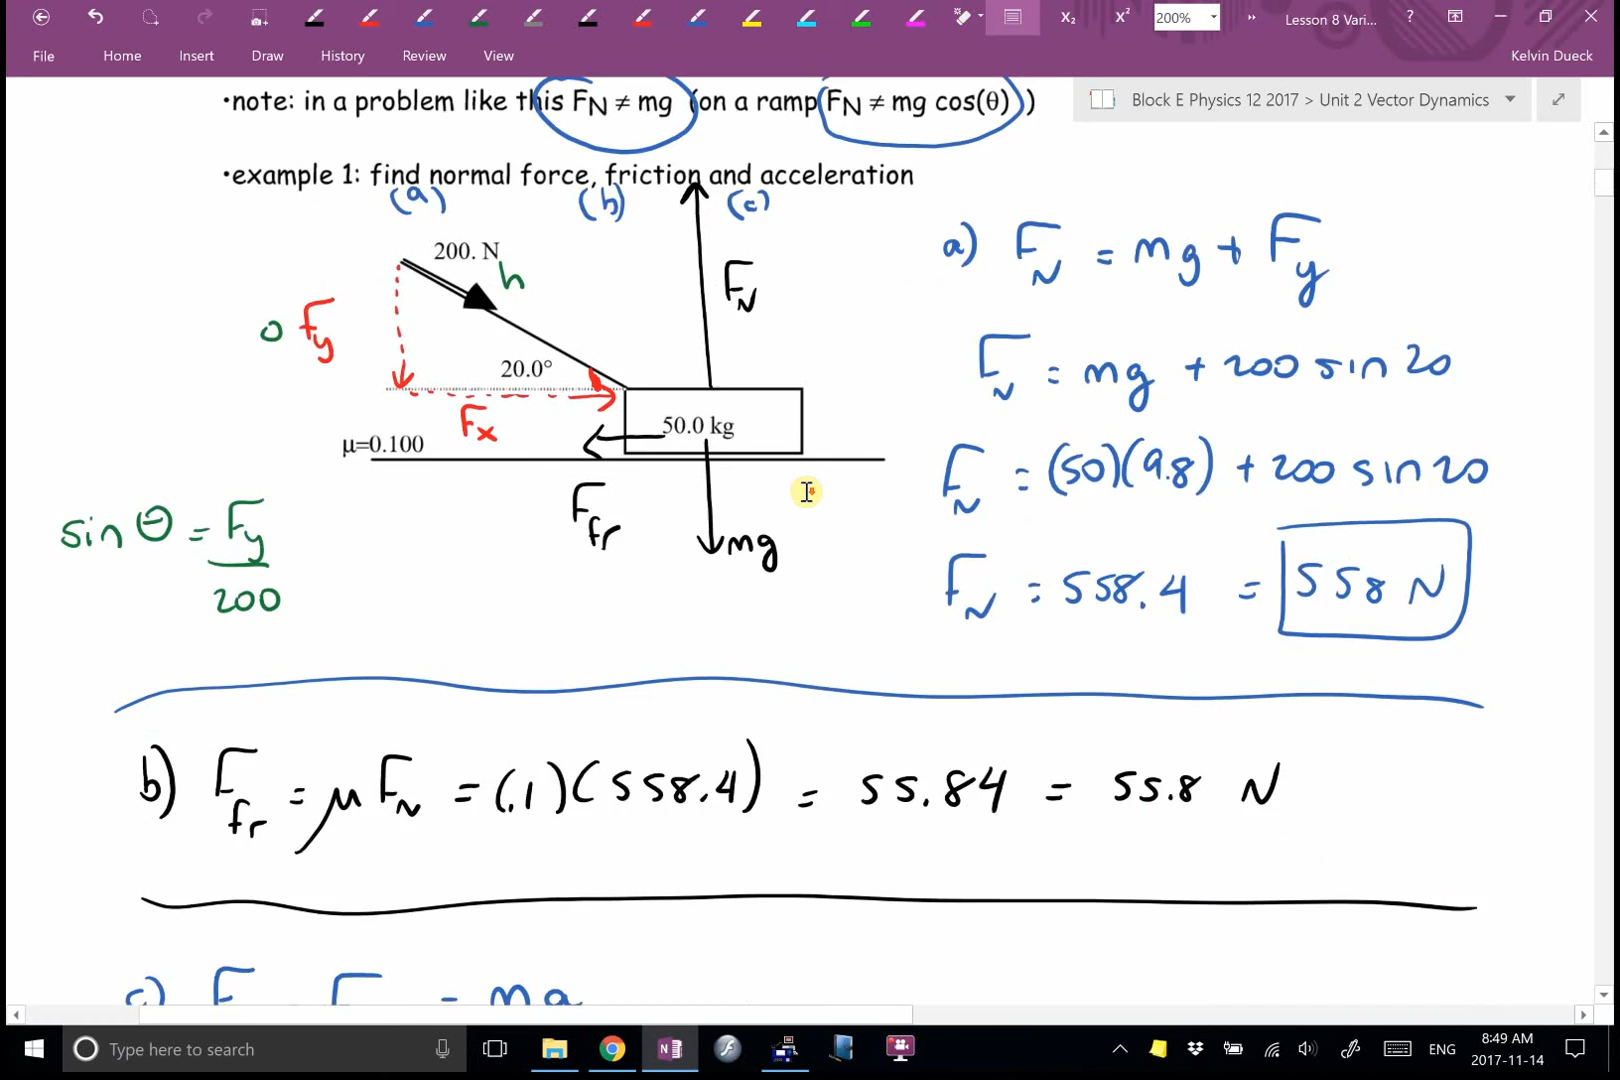 200%
Lesson 8 Vari...
File Home Insert Draw History Review View
Kelvin Dueck
•note: in a problem like this FN ≠ mg (on a ramp FN ≠ mg cos(θ) )
Block E Physics 12 2017 > Unit 2 Vector Dynamics
•example 1: find normal force, friction and acceleration
(a) (b) (c)
200. N
h
FN
o Fy
20.0°
Fx
50.0 kg
μ=0.100
Ffr
mg
sin θ = Fy
200
a) FN = mg + Fy
FN = mg + 200 sin 20
FN = (50)(9.8) + 200 sin 20
FN = 558.4 = 558 N
b) Ffr = μ FN = (.1)(558.4) = 55.84 = 55.8 N
c) = ma
Type here to search
ENG
8:49 AM
2017-11-14